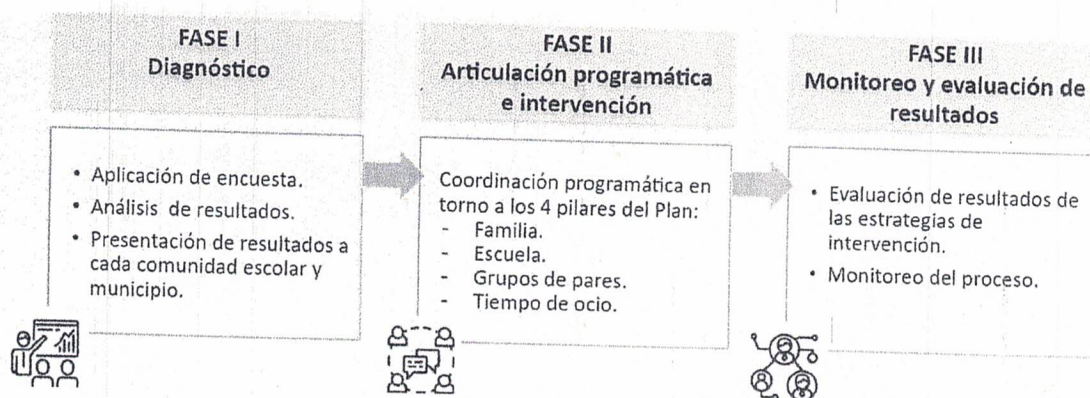 FASE I
Diagnóstico
• Aplicación de encuesta.
• Análisis de resultados.
• Presentación de resultados a
cada comunidad escolar y
municipio.
FASE II
Articulación programática
e intervención
Coordinación programática en
torno a los 4 pilares del Plan:
- Familia.
- Escuela.
- Grupos de pares.
- Tiempo de ocio.
FASE III
Monitoreo y evaluación de
resultados
• Evaluación de resultados de
las estrategias de
intervención.
• Monitoreo del proceso.